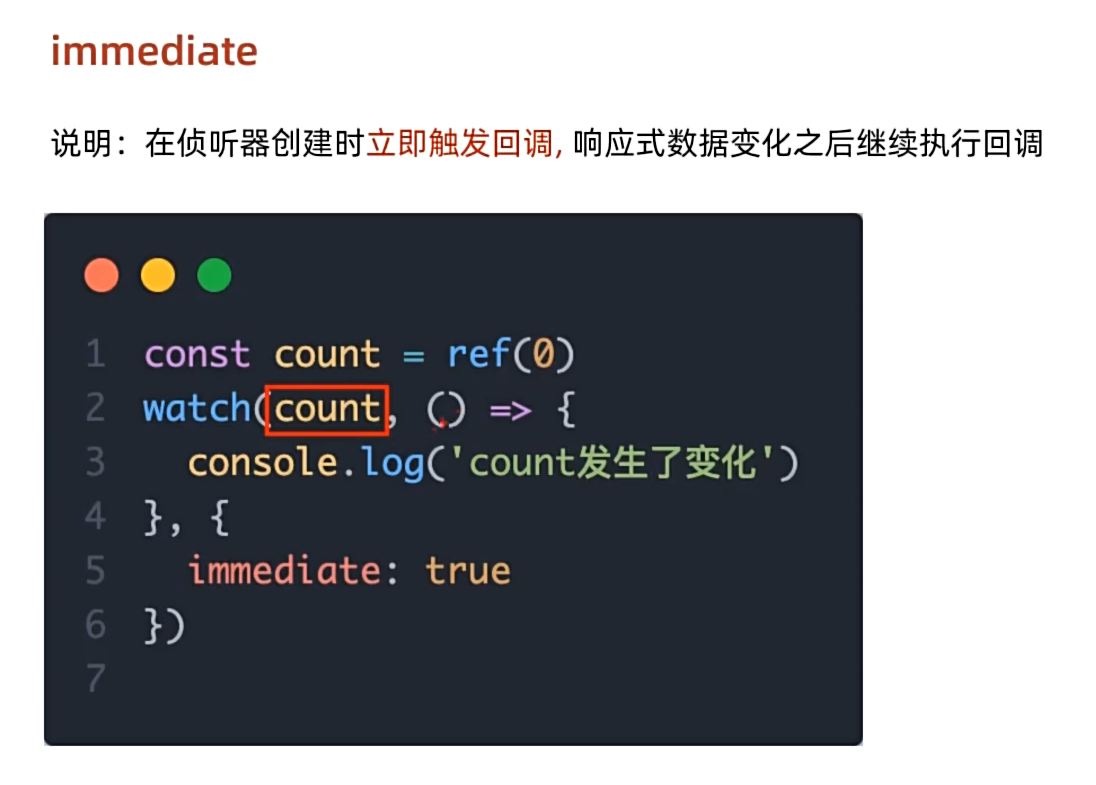 immediate
说明：在侦听器创建时立即触发回调, 响应式数据变化之后继续执行回调
1 const count = ref(0)
2 watch(count, () => {
3   console.log('count发生了变化')
4 }, {
5   immediate: true
6 })
7